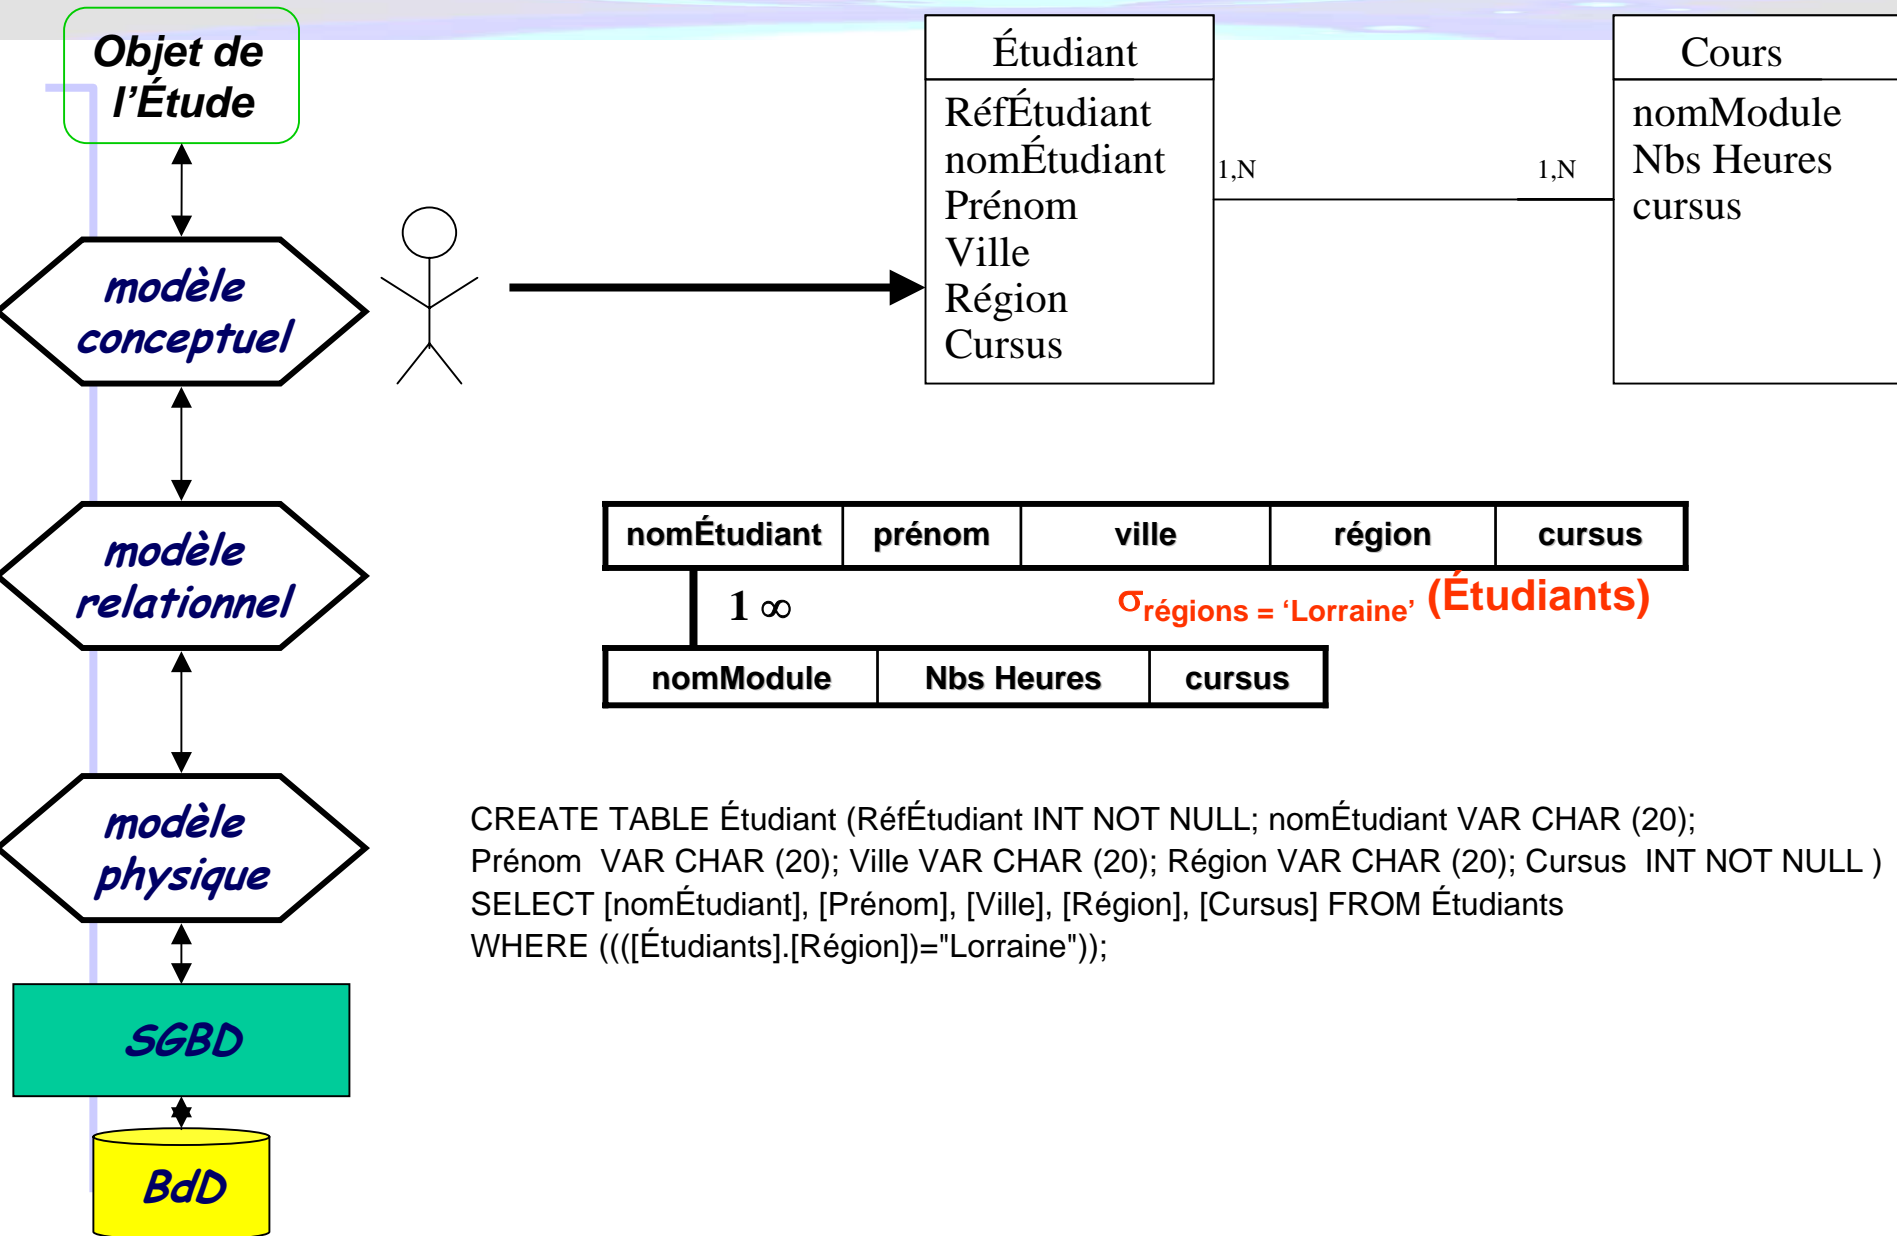 Objet de
l'Étude
modèle
conceptuel
modèle
relationnel
modèle
physique
SGBD
BdD
Étudiant
RéfÉtudiant
nomÉtudiant
Prénom
Ville
Région
Cursus
1,N
1,N
Cours
nomModule
Nbs Heures
cursus
nomÉtudiant prénom ville région cursus
1 ∞
σrégions = ‘Lorraine’ (Étudiants)
nomModule Nbs Heures cursus
CREATE TABLE Étudiant (RéfÉtudiant INT NOT NULL; nomÉtudiant VAR CHAR (20);
Prénom VAR CHAR (20); Ville VAR CHAR (20); Région VAR CHAR (20); Cursus INT NOT NULL )
SELECT [nomÉtudiant], [Prénom], [Ville], [Région], [Cursus] FROM Étudiants
WHERE ((([Étudiants].[Région])="Lorraine"));